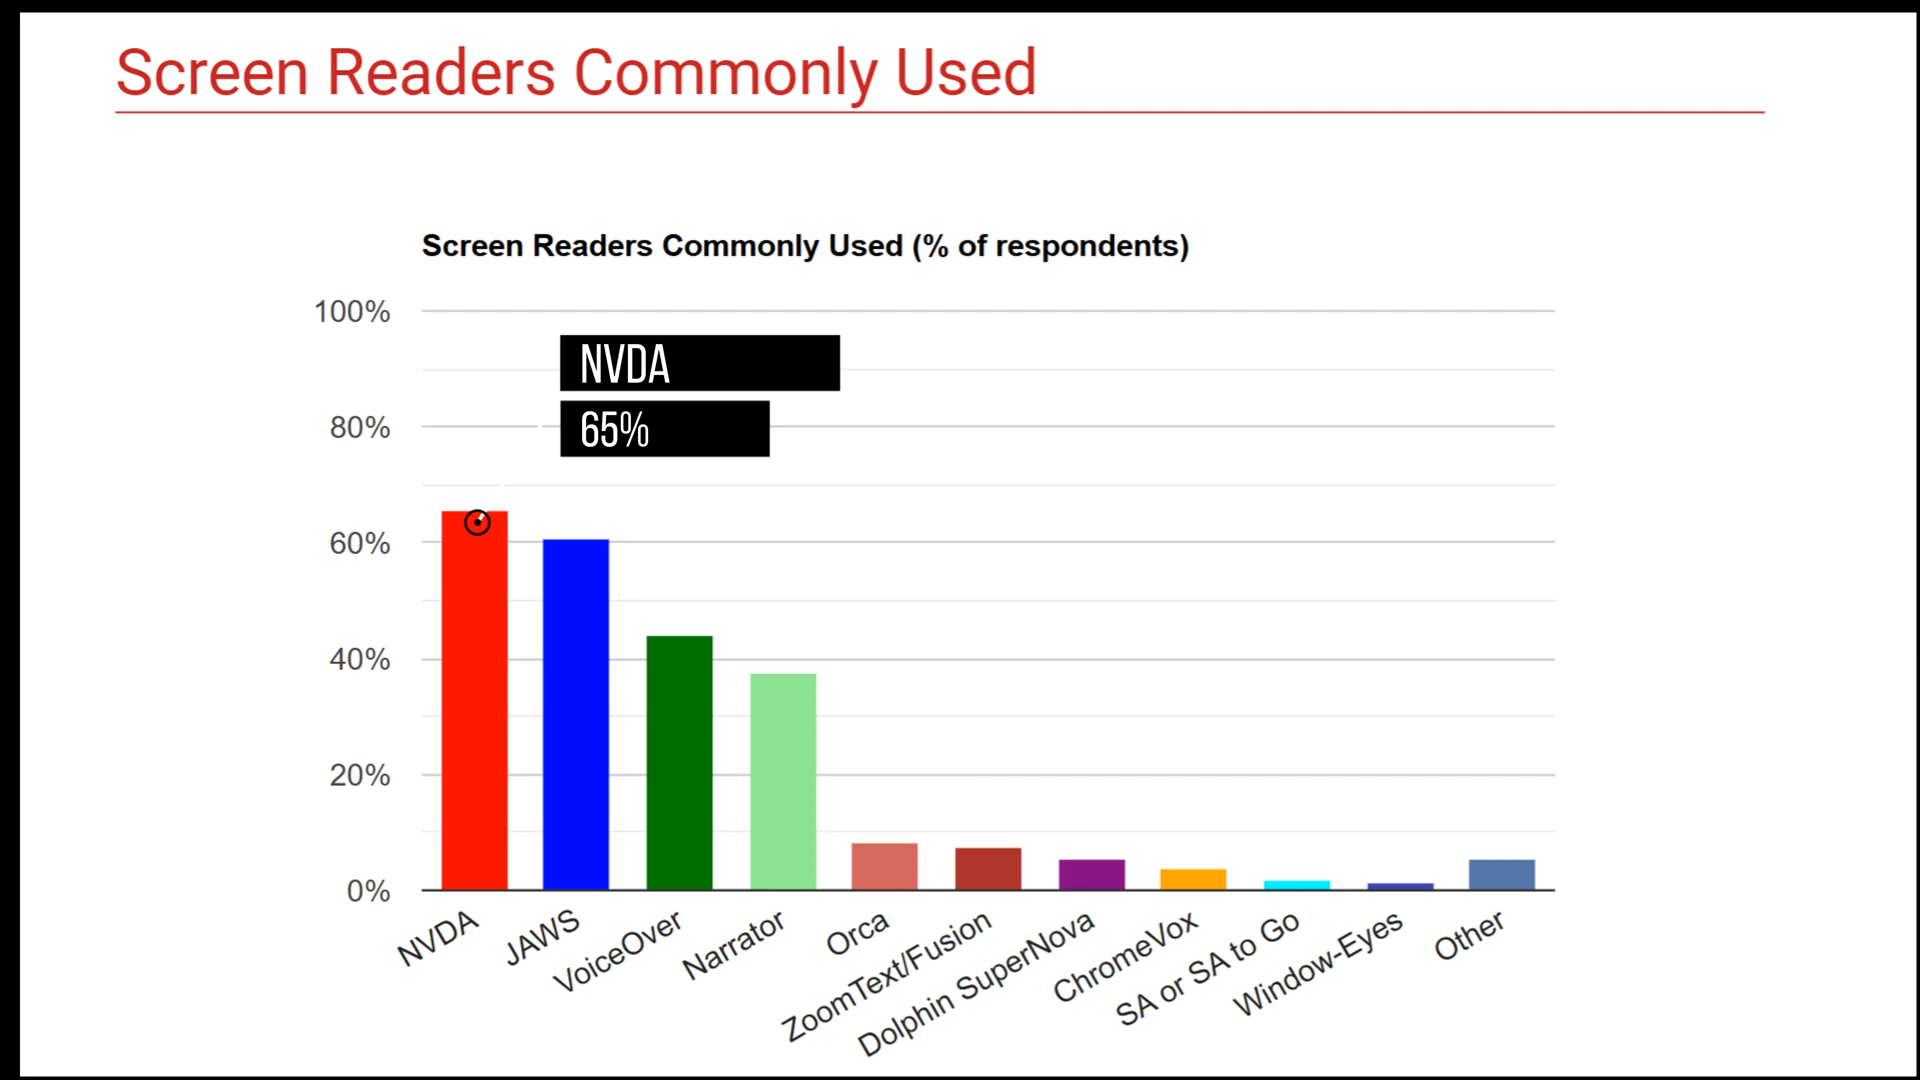 Screen Readers Commonly Used
Screen Readers Commonly Used (% of respondents)
100%
NVDA
80%
65%
60%
40%
20%
0%
NVDA
JAWS
VoiceOver
Narrator
Orca
ZoomText/Fusion
Dolphin SuperNova
ChromeVox
SA or SA to Go
Window-Eyes
Other